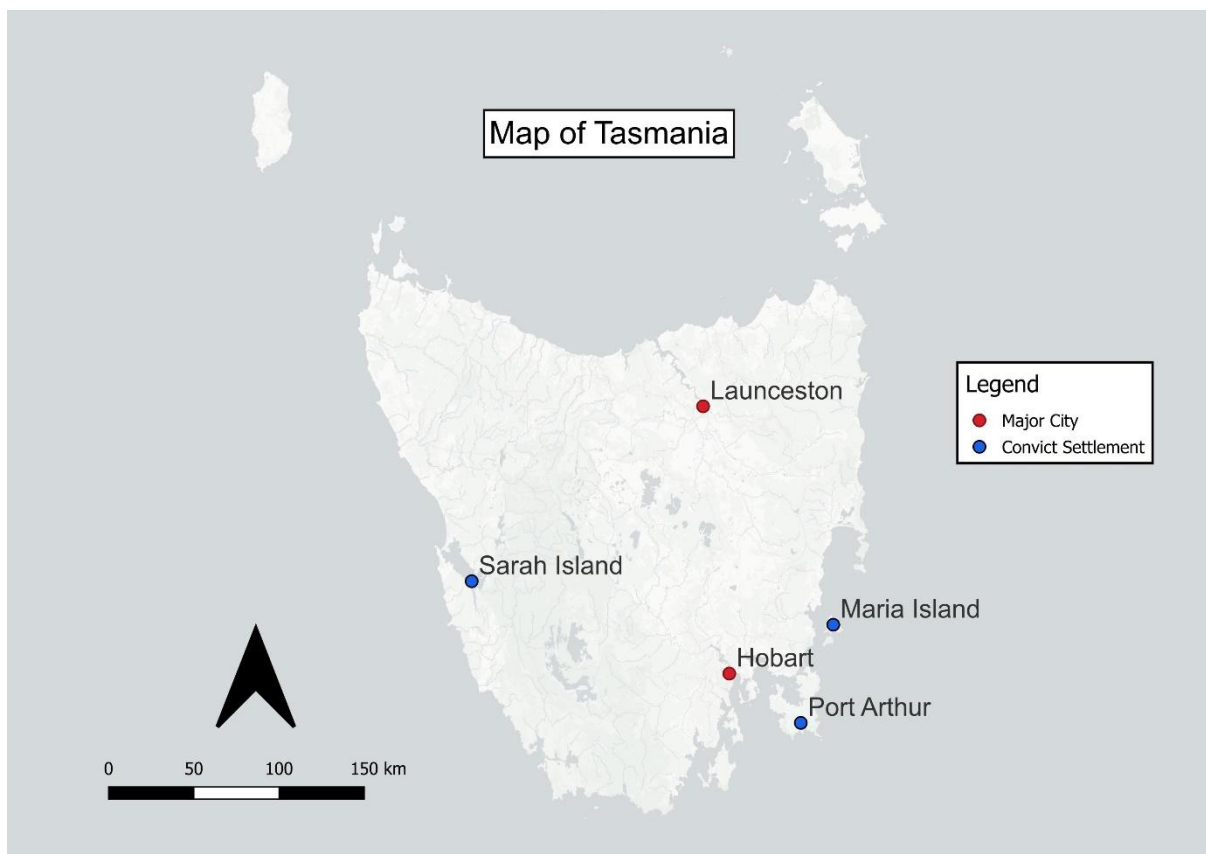 Map of Tasmania
Launceston
Legend
Major City
Convict Settlement
Sarah Island
Maria Island
Hobart
Port Arthur
0 50 100 150 km